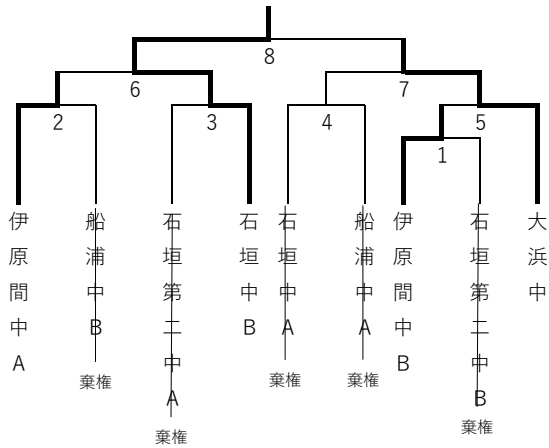 8
6
7
2
3
4
5
1
伊原間中A
船浦中B
石垣第二中A
石垣中B
石垣中A
船浦中A
伊原間中B
石垣第二中B
大浜中
棄権
棄権
棄権
棄権
棄権